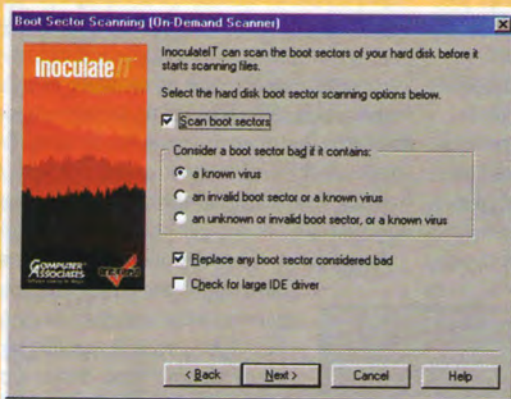 Boot Sector Scanning (On-Demand Scanner)
InoculateIT
InoculateIT can scan the boot sectors of your hard disk before it
starts scanning files.
Select the hard disk boot sector scanning options below.
Scan boot sectors
Consider a boot sector bad if it contains:
a known virus
an invalid boot sector or a known virus
an unknown or invalid boot sector, or a known virus
Replace any boot sector considered bad
Check for large IDE driver
COMPUTER
ASSOCIATES
< Back
Next >
Cancel
Help